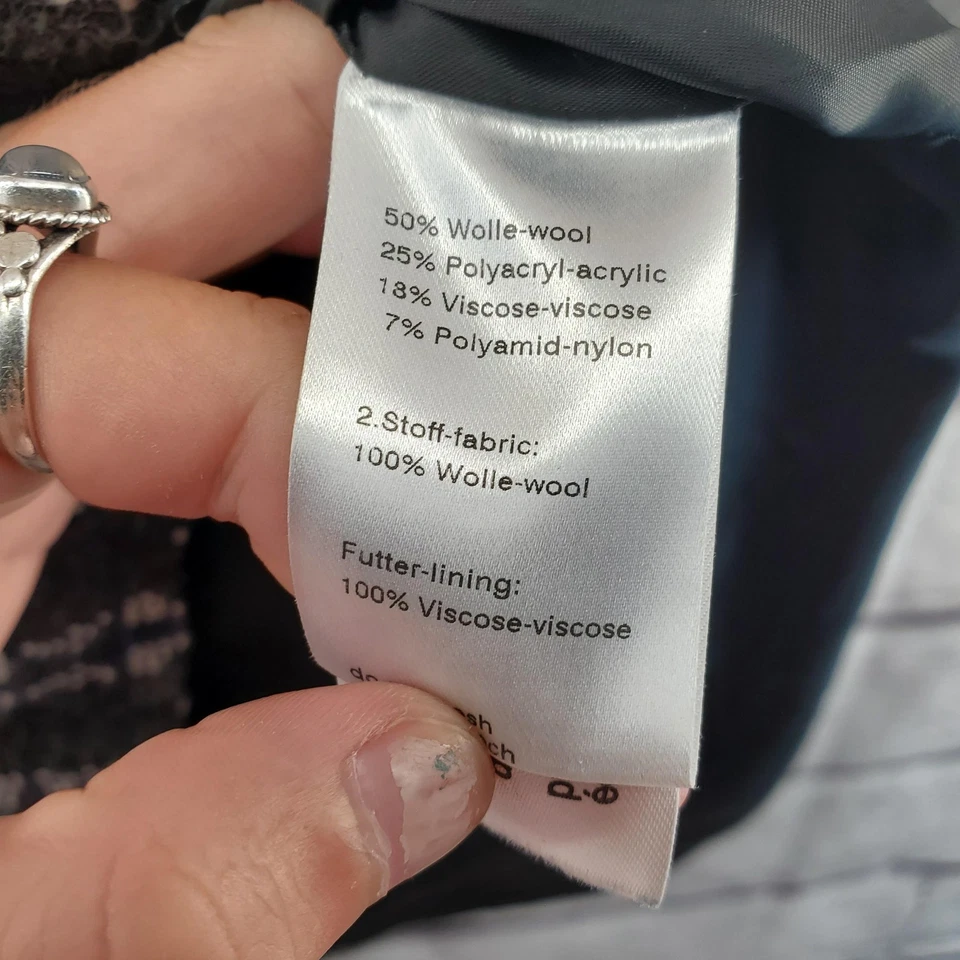 50% Wolle-wool
25% Polyacryl-acrylic
18% Viscose-viscose
7% Polyamid-nylon
2.Stoff-fabric:
100% Wolle-wool
Futter-lining:
100% Viscose-viscose